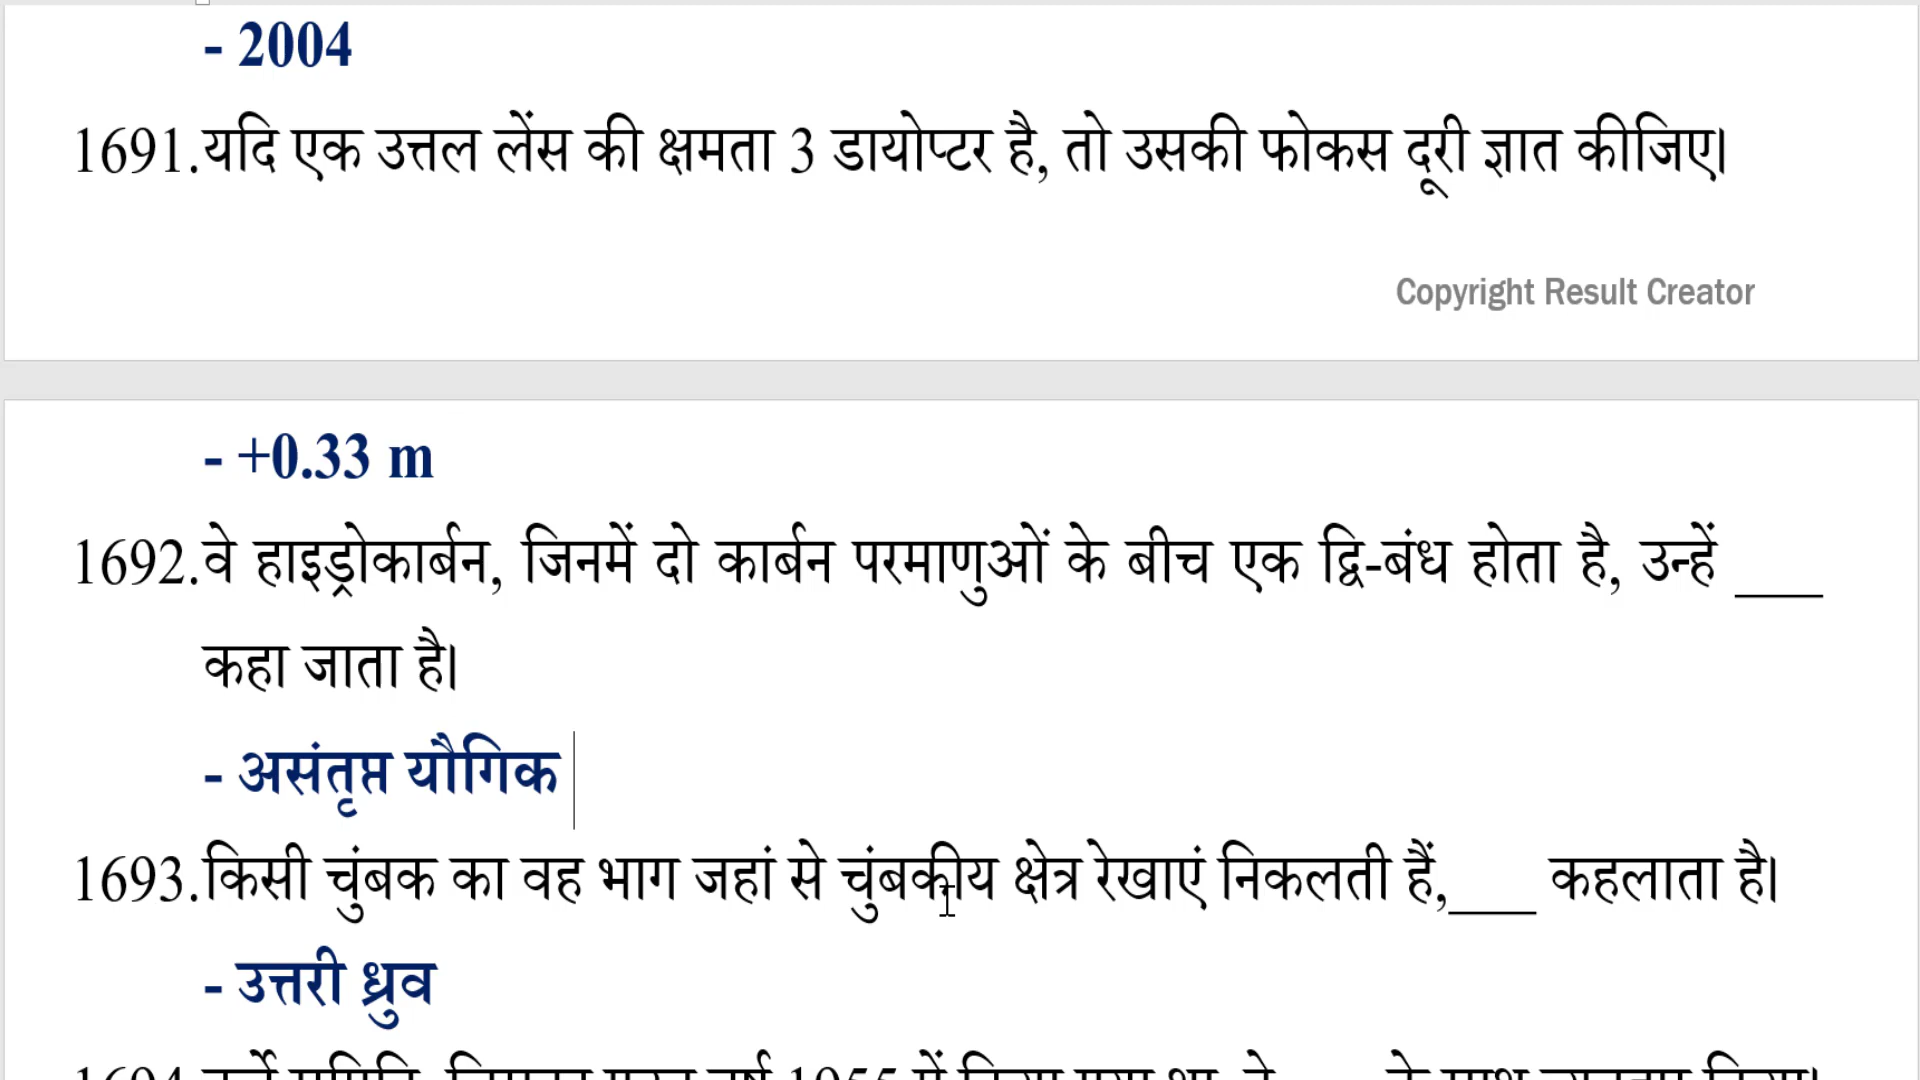 - 2004
1691.यदि एक उत्तल लेंस की क्षमता 3 डायोप्टर है, तो उसकी फोकस दूरी ज्ञात कीजिए।
Copyright Result Creator
- +0.33 m
1692.वे हाइड्रोकार्बन, जिनमें दो कार्बन परमाणुओं के बीच एक द्वि-बंध होता है, उन्हें ___
कहा जाता है।
- असंतृप्त यौगिक
1693.किसी चुंबक का वह भाग जहां से चुंबकीय क्षेत्र रेखाएं निकलती हैं,___ कहलाता है।
- उत्तरी ध्रुव